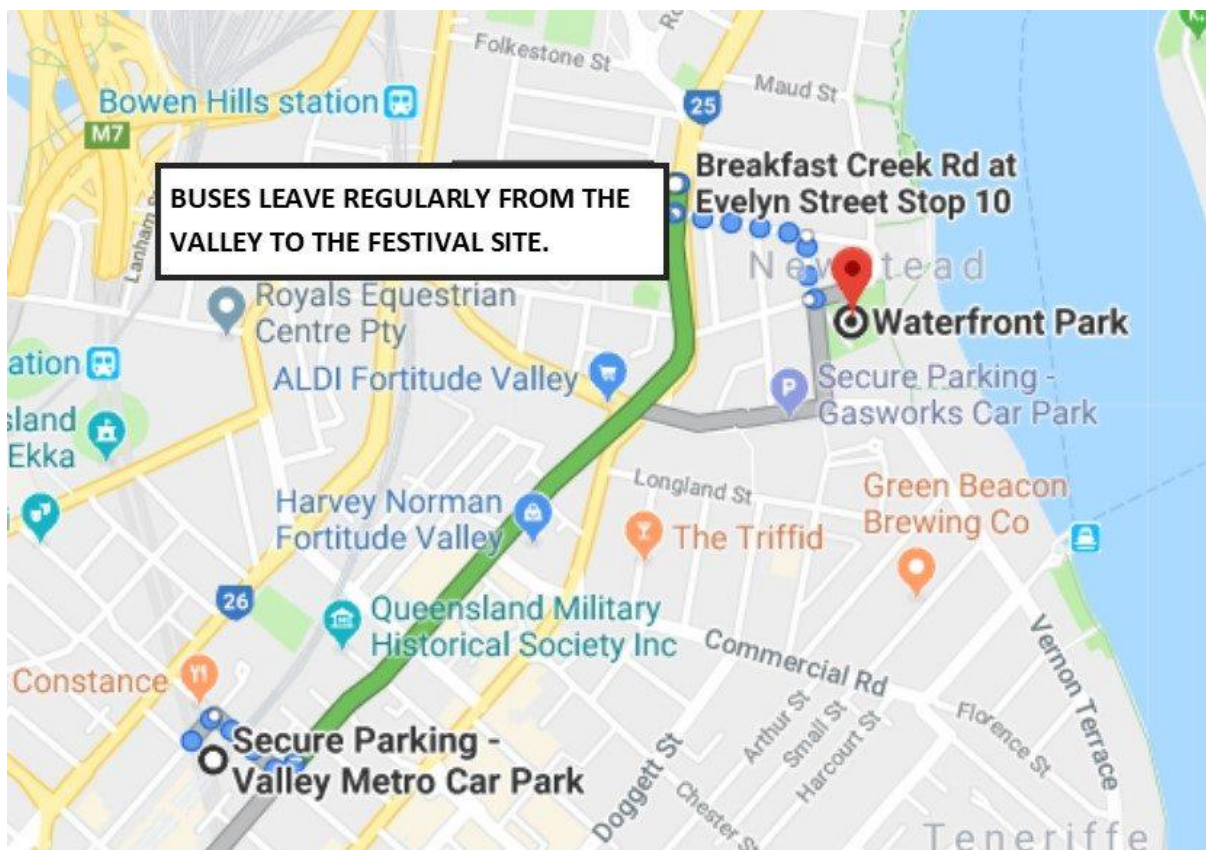 Folkestone St
Maud St
Bowen Hills station
25
M7
Breakfast Creek Rd at
Evelyn Street Stop 10
BUSES LEAVE REGULARLY FROM THE
VALLEY TO THE FESTIVAL SITE.
Lanham
Newstead
Royals Equestrian
Centre Pty
Waterfront Park
ation
ALDI Fortitude Valley
Secure Parking -
Gasworks Car Park
P
sland
Ekka
Longland St
Harvey Norman
Fortitude Valley
Green Beacon
Brewing Co
The Triffid
26
Queensland Military
Historical Society Inc
Commercial Rd
Vernon Terrace
Constance
Arthur St
Small St
Harcourt St
Florence St
Secure Parking -
Valley Metro Car Park
Doggett St
Chester St
Teneriffe